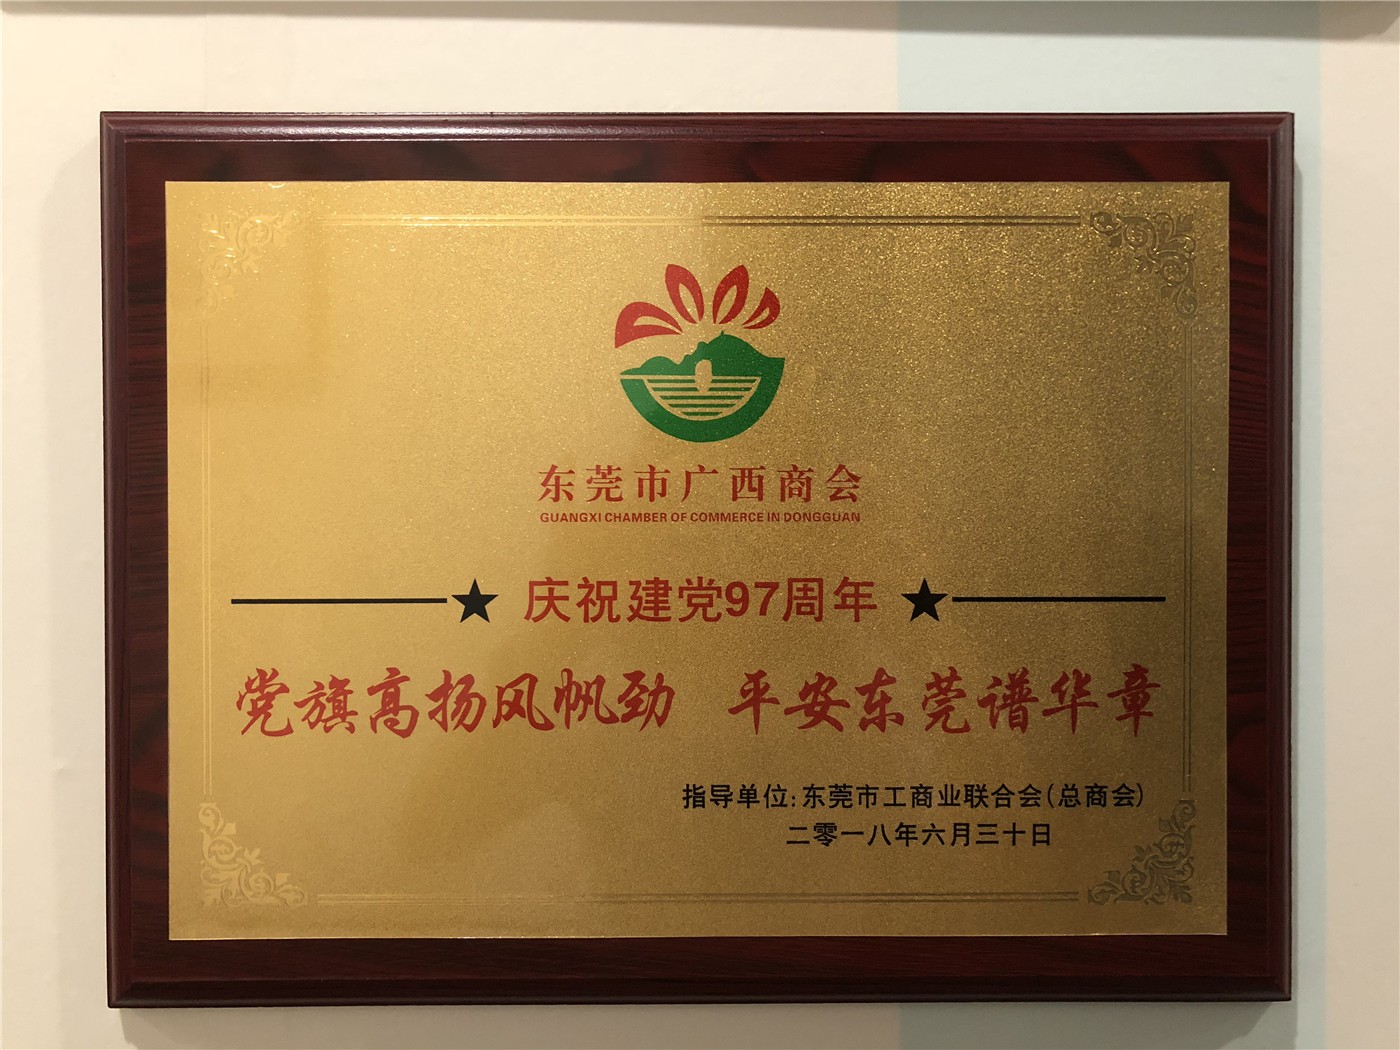 东莞市广西商会
GUANGXI CHAMBER OF COMMERCE IN DONGGUAN
庆祝建党97周年
党旗高扬风帆劲 平安东莞谱华章
指导单位:东莞市工商业联合会(总商会)
二零一八年六月三十日